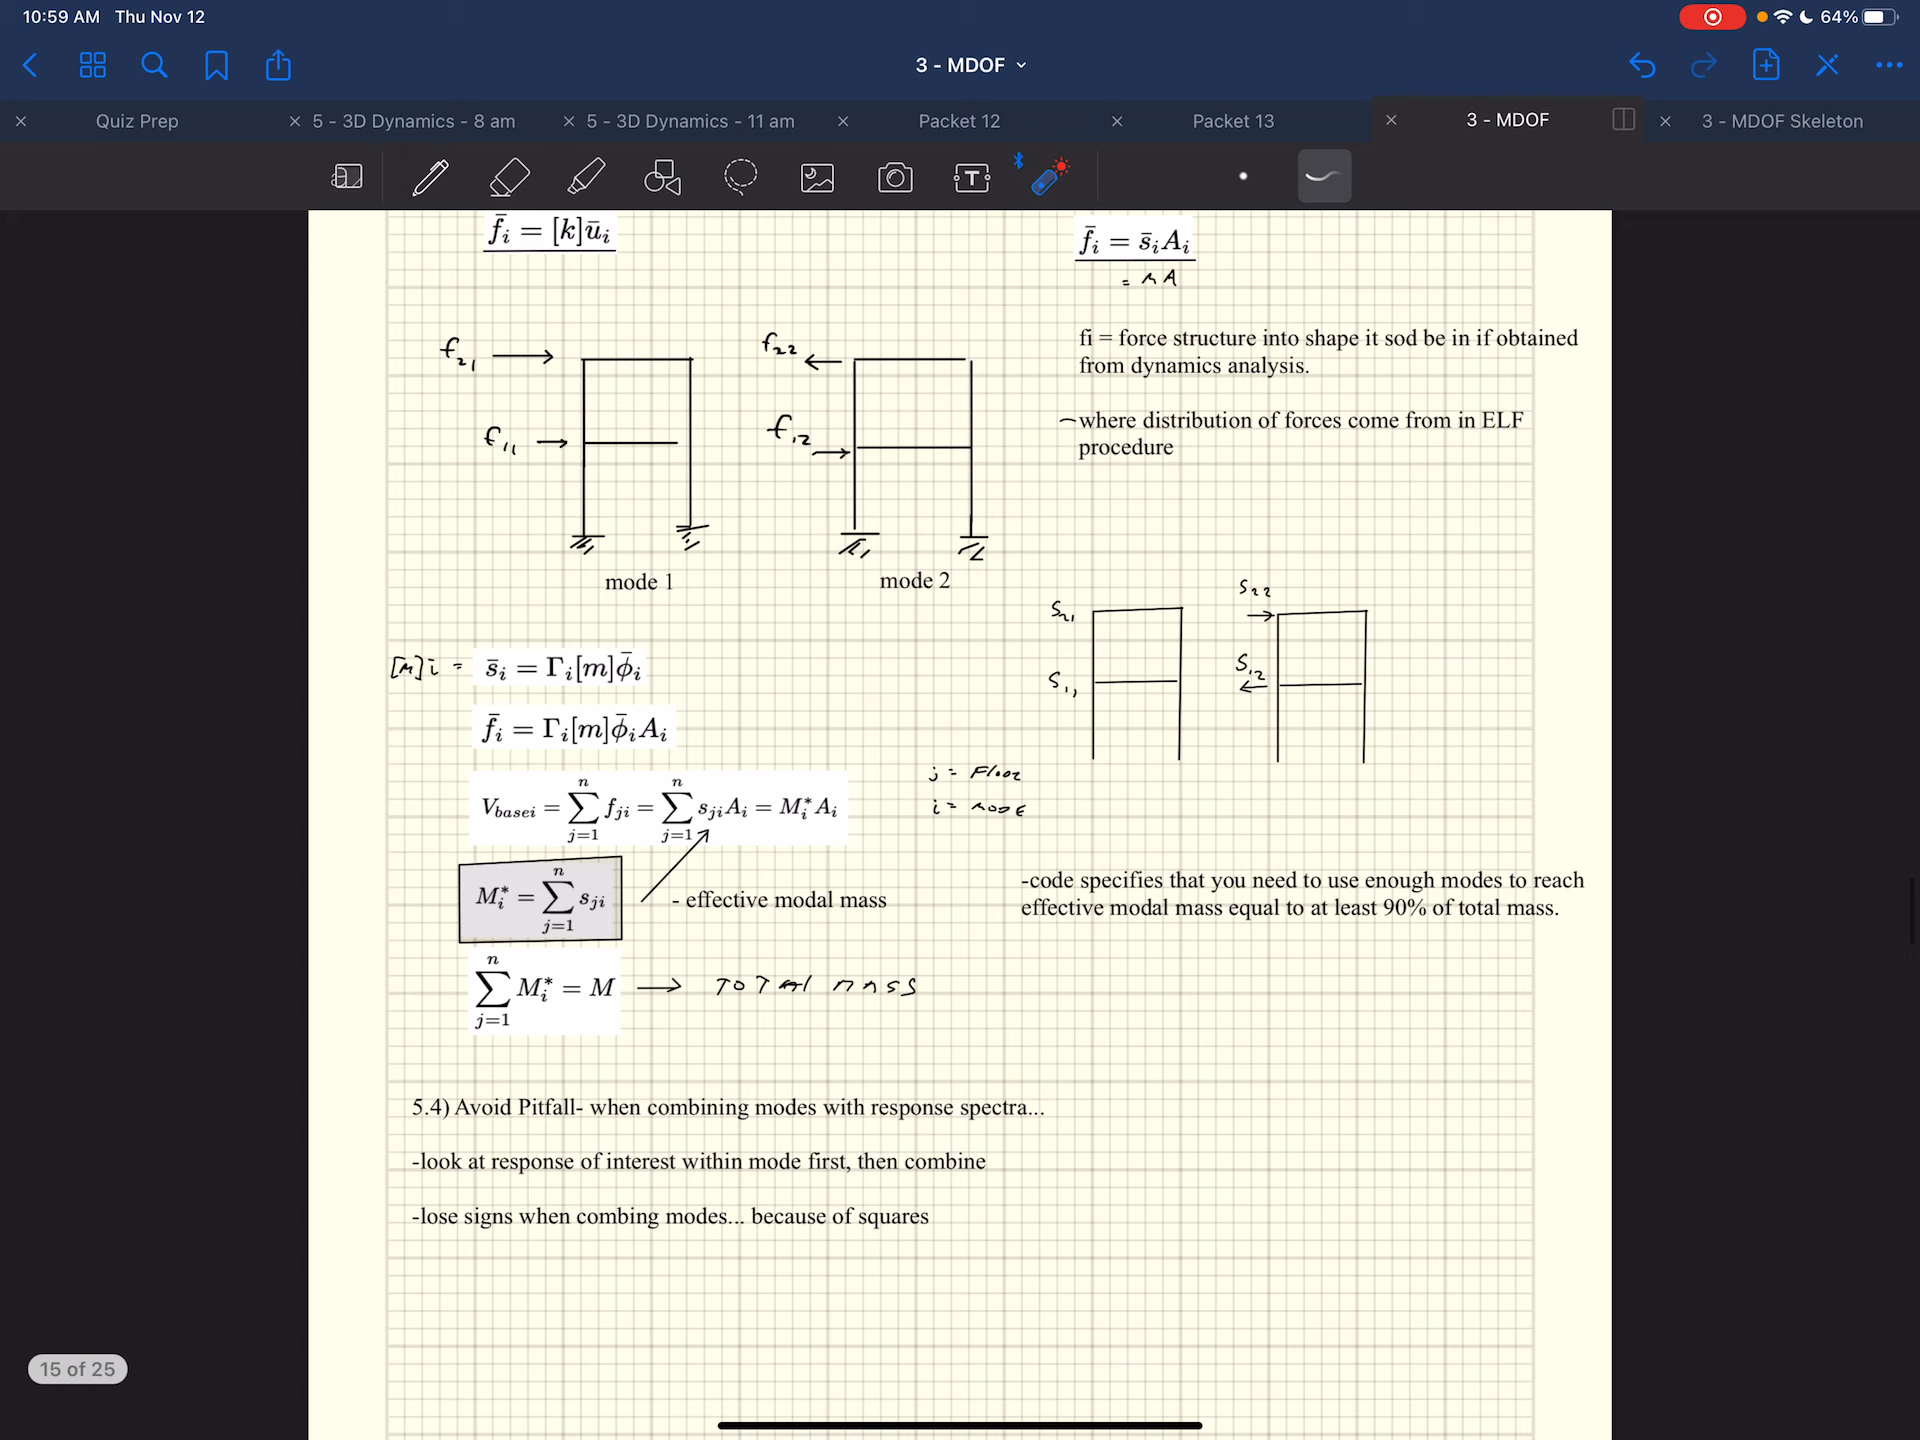 10:59 AM Thu Nov 12
64%
3 - MDOF
Quiz Prep
5 - 3D Dynamics - 8 am
5 - 3D Dynamics - 11 am
Packet 12
Packet 13
3 - MDOF
3 - MDOF Skeleton
f̄ᵢ = [k]ūᵢ
f̄ᵢ = s̄ᵢAᵢ
= m A
f₂₁
f₁₁
f₂₂
f₁₂
fi = force structure into shape it sod be in if obtained
from dynamics analysis.
-where distribution of forces come from in ELF
procedure
mode 1
mode 2
S₂₁
S₁₁
S₂₂
S₁₂
[m]i = s̄ᵢ = Γᵢ[m]ϕ̄ᵢ
f̄ᵢ = Γᵢ[m]ϕ̄ᵢAᵢ
V_basei = ∑_{j=1}^{n} f_ji = ∑_{j=1}^{n} s_ji Aᵢ = Mᵢ* Aᵢ
j = Floor
i = mode
Mᵢ* = ∑_{j=1}^{n} s_ji
- effective modal mass
-code specifies that you need to use enough modes to reach
effective modal mass equal to at least 90% of total mass.
∑_{j=1}^{n} Mᵢ* = M → Total mass
5.4) Avoid Pitfall- when combining modes with response spectra...
-look at response of interest within mode first, then combine
-lose signs when combing modes... because of squares
15 of 25